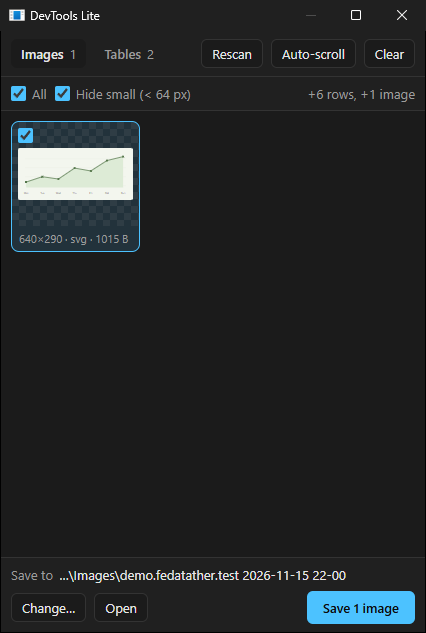 DevTools Lite
Images 1 Tables 2 Rescan Auto-scroll Clear
All Hide small (< 64 px) +6 rows, +1 image
640×290 · svg · 1015 B
Save to ...\Images\demo.fedatather.test 2026-11-15 22-00
Change... Open Save 1 image